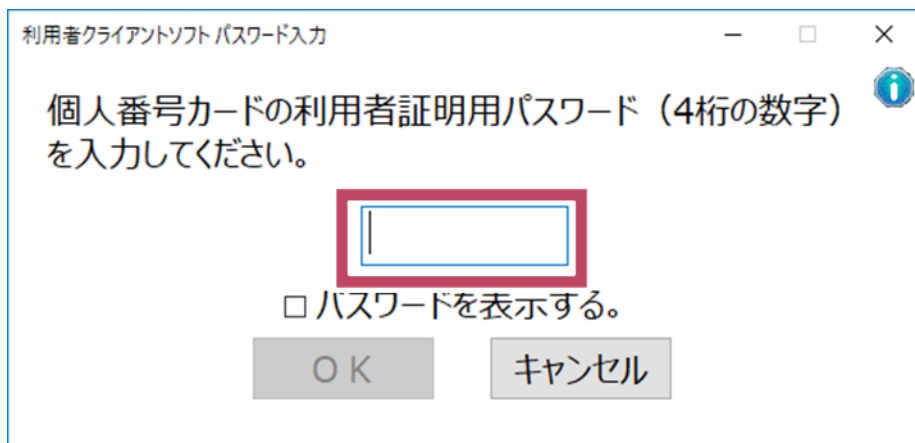 利用者クライアントソフト パスワード入力
個人番号カードの利用者証明用パスワード（4桁の数字）
を入力してください。
パスワードを表示する。
ＯＫ
キャンセル